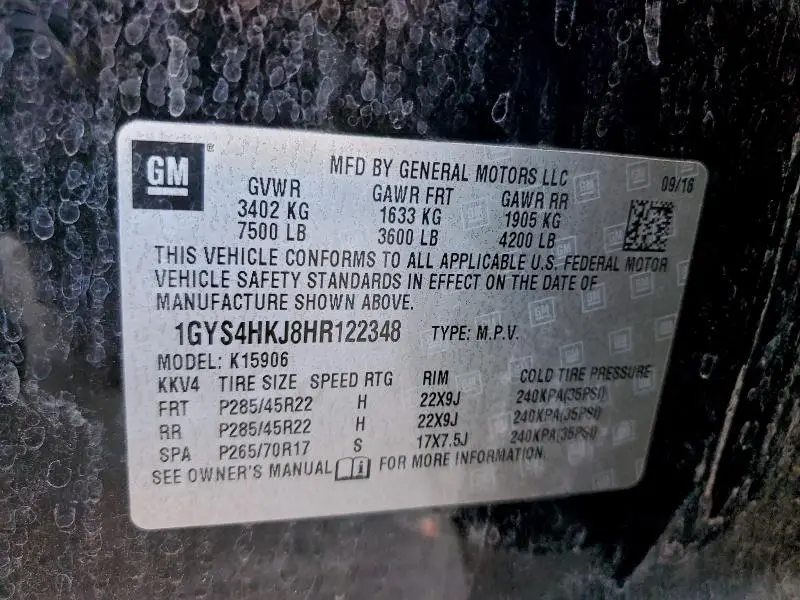 GM
MFD BY GENERAL MOTORS LLC
09/16
GVWR GAWR FRT GAWR RR
3402 KG 1633 KG 1905 KG
7500 LB 3600 LB 4200 LB
THIS VEHICLE CONFORMS TO ALL APPLICABLE U.S. FEDERAL MOTOR
VEHICLE SAFETY STANDARDS IN EFFECT ON THE DATE OF
MANUFACTURE SHOWN ABOVE.
1GYS4HKJ8HR122348 TYPE: M.P.V.
MODEL: K15906
KKV4 TIRE SIZE SPEED RTG RIM COLD TIRE PRESSURE
FRT P285/45R22 H 22X9J 240KPA(35PSI)
RR P285/45R22 H 22X9J 240KPA(35PSI)
SPA P265/70R17 S 17X7.5J 240KPA(35PSI)
SEE OWNER'S MANUAL FOR MORE INFORMATION.